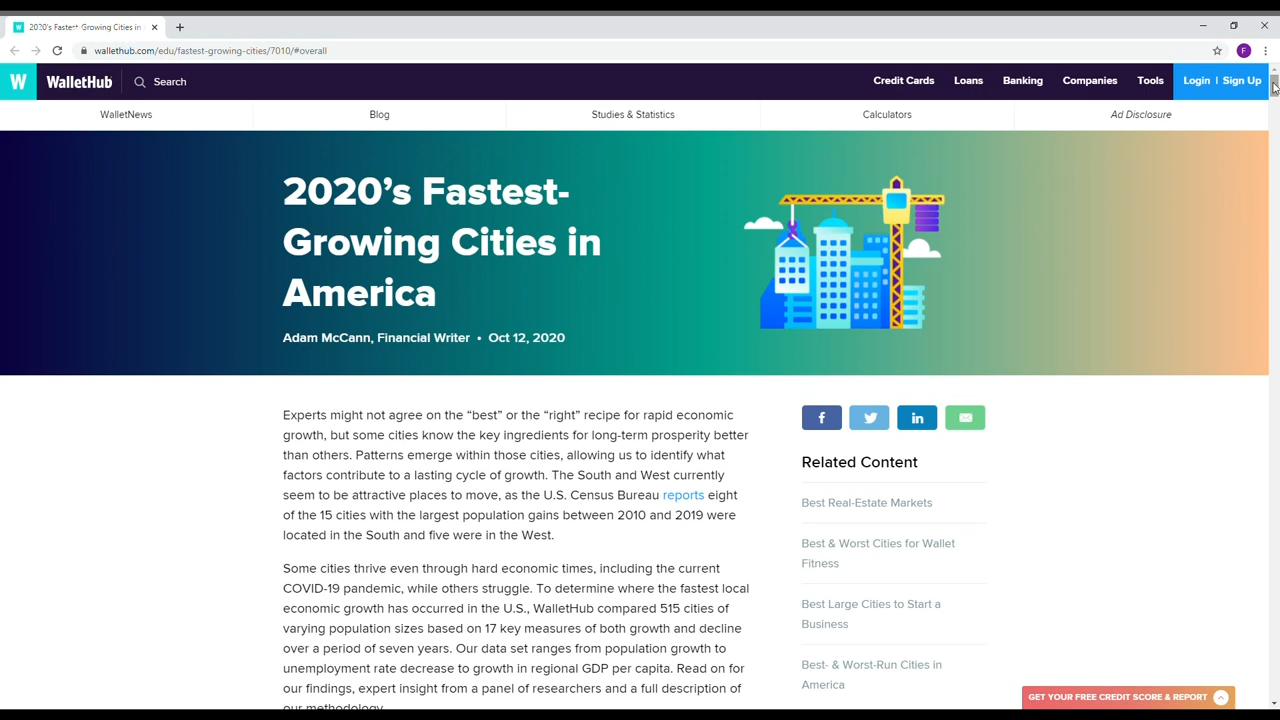 2020's Fastest-Growing Cities in
wallethub.com/edu/fastest-growing-cities/7010/#overall
F
W WalletHub
Search
Credit Cards
Loans
Banking
Companies
Tools
Login | Sign Up
WalletNews
Blog
Studies & Statistics
Calculators
Ad Disclosure
2020’s Fastest-
Growing Cities in
America
Adam McCann, Financial Writer • Oct 12, 2020
Experts might not agree on the “best” or the “right” recipe for rapid economic
growth, but some cities know the key ingredients for long-term prosperity better
than others. Patterns emerge within those cities, allowing us to identify what
factors contribute to a lasting cycle of growth. The South and West currently
seem to be attractive places to move, as the U.S. Census Bureau reports eight
of the 15 cities with the largest population gains between 2010 and 2019 were
located in the South and five were in the West.
Some cities thrive even through hard economic times, including the current
COVID-19 pandemic, while others struggle. To determine where the fastest local
economic growth has occurred in the U.S., WalletHub compared 515 cities of
varying population sizes based on 17 key measures of both growth and decline
over a period of seven years. Our data set ranges from population growth to
unemployment rate decrease to growth in regional GDP per capita. Read on for
our findings, expert insight from a panel of researchers and a full description of
our methodology.
f
in
Related Content
Best Real-Estate Markets
Best & Worst Cities for Wallet
Fitness
Best Large Cities to Start a
Business
Best- & Worst-Run Cities in
America
GET YOUR FREE CREDIT SCORE & REPORT